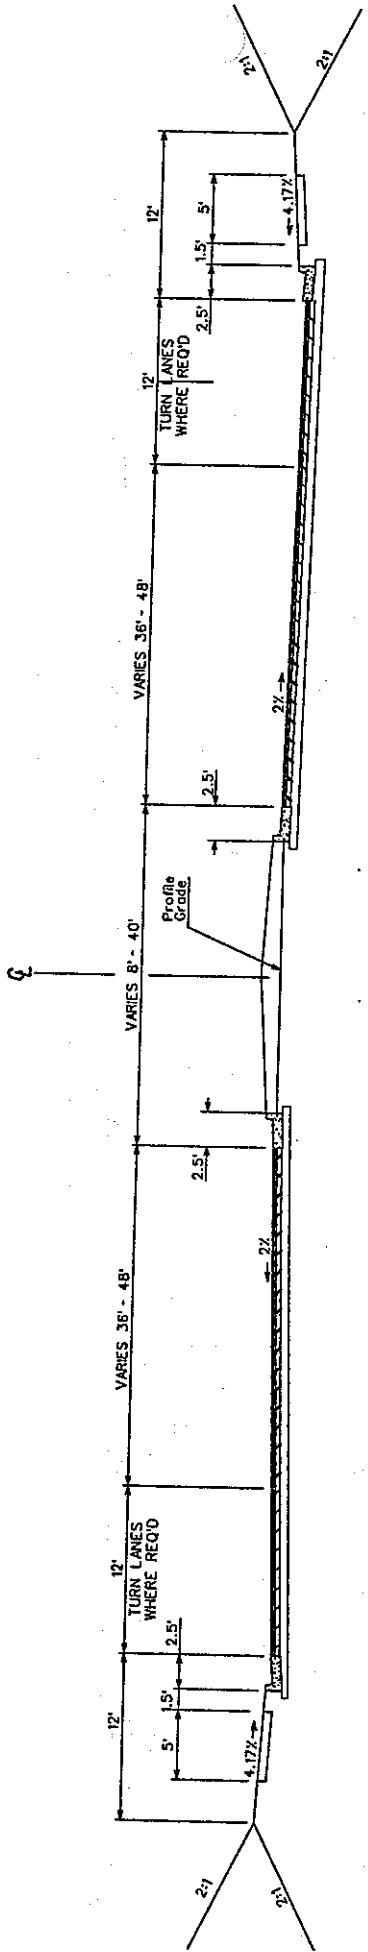 ℄
12'
12'
VARIES 36' - 48'
VARIES 8' - 40'
VARIES 36' - 48'
12'
12'
TURN LANES
WHERE REQ'D
TURN LANES
WHERE REQ'D
5'
1.5'
2.5'
2.5'
Profile
Grade
2.5'
2.5'
1.5'
5'
2:1
2:1
4.17%
2%
2%
4.17%
2:1
2:1